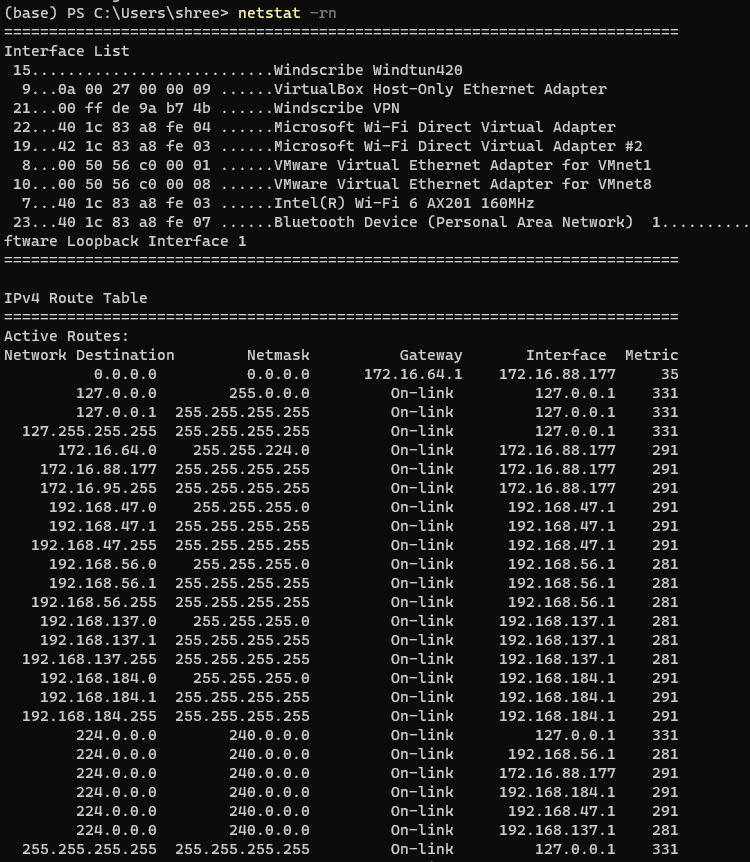 (base) PS C:\Users\shree> netstat -rn
===========================================================================
Interface List
 15...........................Windscribe Windtun420
  9...0a 00 27 00 00 09 ......VirtualBox Host-Only Ethernet Adapter
 21...00 ff de 9a b7 4b ......Windscribe VPN
 22...40 1c 83 a8 fe 04 ......Microsoft Wi-Fi Direct Virtual Adapter
 19...42 1c 83 a8 fe 03 ......Microsoft Wi-Fi Direct Virtual Adapter #2
  8...00 50 56 c0 00 01 ......VMware Virtual Ethernet Adapter for VMnet1
 10...00 50 56 c0 00 08 ......VMware Virtual Ethernet Adapter for VMnet8
  7...40 1c 83 a8 fe 03 ......Intel(R) Wi-Fi 6 AX201 160MHz
 23...40 1c 83 a8 fe 07 ......Bluetooth Device (Personal Area Network)  1..........
ftware Loopback Interface 1
===========================================================================

IPv4 Route Table
===========================================================================
Active Routes:
Network Destination        Netmask          Gateway       Interface  Metric
          0.0.0.0          0.0.0.0      172.16.64.1    172.16.88.177     35
        127.0.0.0        255.0.0.0         On-link         127.0.0.1    331
        127.0.0.1  255.255.255.255         On-link         127.0.0.1    331
  127.255.255.255  255.255.255.255         On-link         127.0.0.1    331
      172.16.64.0    255.255.224.0         On-link     172.16.88.177    291
    172.16.88.177  255.255.255.255         On-link     172.16.88.177    291
    172.16.95.255  255.255.255.255         On-link     172.16.88.177    291
     192.168.47.0    255.255.255.0         On-link      192.168.47.1    291
     192.168.47.1  255.255.255.255         On-link      192.168.47.1    291
   192.168.47.255  255.255.255.255         On-link      192.168.47.1    291
     192.168.56.0    255.255.255.0         On-link      192.168.56.1    281
     192.168.56.1  255.255.255.255         On-link      192.168.56.1    281
   192.168.56.255  255.255.255.255         On-link      192.168.56.1    281
    192.168.137.0    255.255.255.0         On-link     192.168.137.1    281
    192.168.137.1  255.255.255.255         On-link     192.168.137.1    281
  192.168.137.255  255.255.255.255         On-link     192.168.137.1    281
    192.168.184.0    255.255.255.0         On-link     192.168.184.1    291
    192.168.184.1  255.255.255.255         On-link     192.168.184.1    291
  192.168.184.255  255.255.255.255         On-link     192.168.184.1    291
        224.0.0.0        240.0.0.0         On-link         127.0.0.1    331
        224.0.0.0        240.0.0.0         On-link      192.168.56.1    281
        224.0.0.0        240.0.0.0         On-link     172.16.88.177    291
        224.0.0.0        240.0.0.0         On-link     192.168.184.1    291
        224.0.0.0        240.0.0.0         On-link      192.168.47.1    291
        224.0.0.0        240.0.0.0         On-link     192.168.137.1    281
  255.255.255.255  255.255.255.255         On-link         127.0.0.1    331